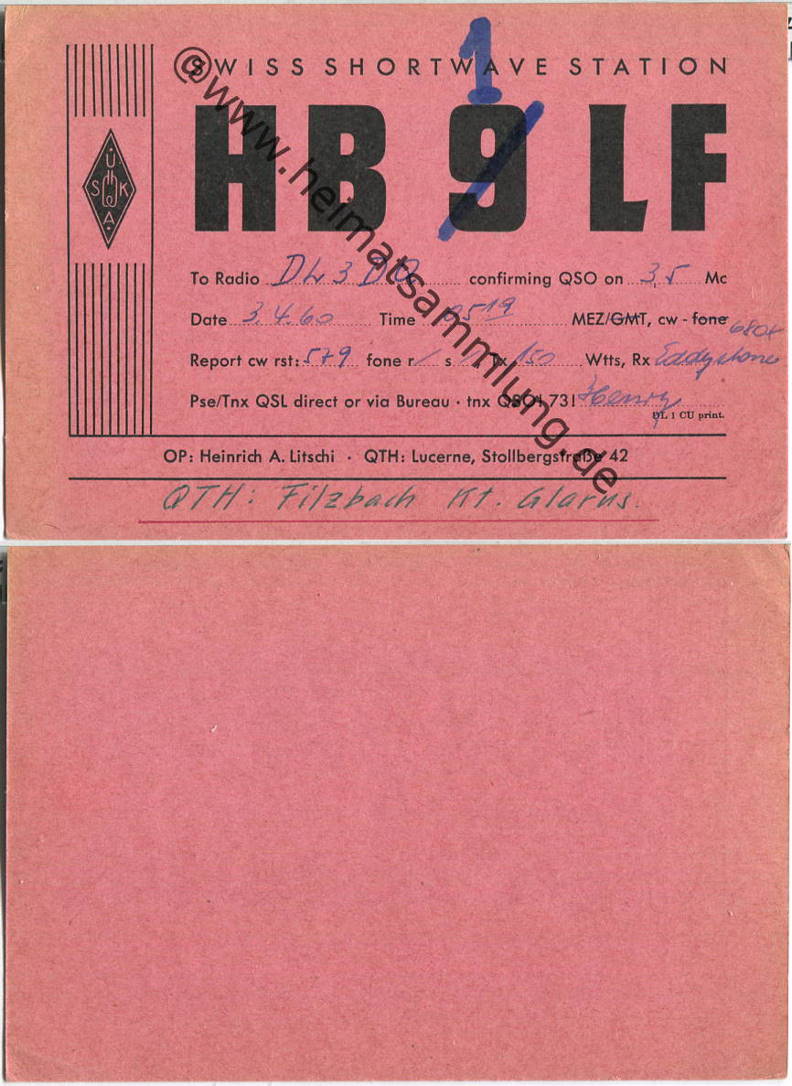 1
SWISS SHORTWAVE STATION
HB 9 LF
USKA
To Radio DL3DQ confirming QSO on 3,5 Mc
Date 3.4.60 Time 0519 MEZ/GMT, cw - fone
Report cw rst: 579 fone r / s / Tx 150 Wtts, Rx Eddystone 680X
Pse/Tnx QSL direct or via Bureau · tnx QSO! 73! Henry
DL 1 CU print.
OP: Heinrich A. Litschi · QTH: Lucerne, Stollbergstraße 42
QTH: Filzbach Kt. Glarus.
@www.heimatsammlung.de